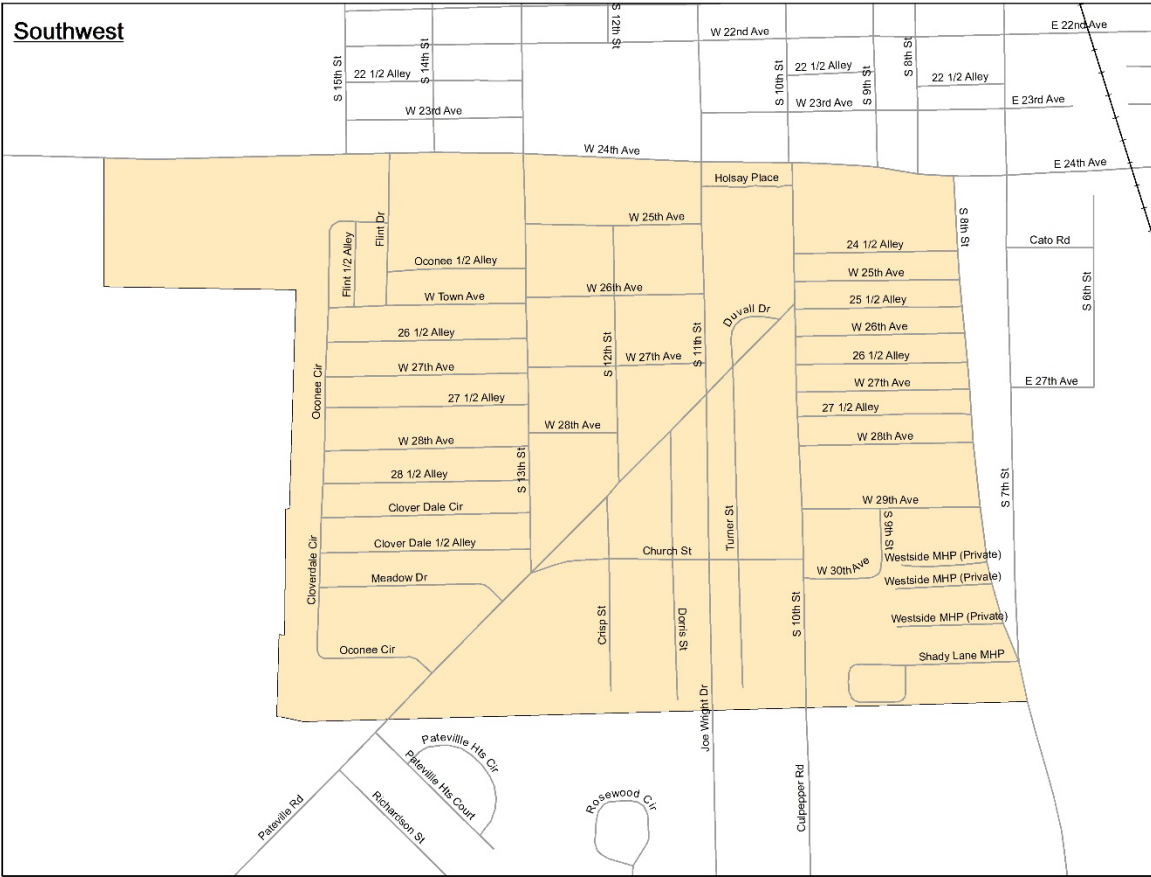 Southwest
S 12th St
W 22nd Ave
E 22nd Ave
S 15th St
S 14th St
22 1/2 Alley
S 10th St
22 1/2 Alley
S 9th St
S 8th St
22 1/2 Alley
W 23rd Ave
W 23rd Ave
E 23rd Ave
W 24th Ave
E 24th Ave
Holsay Place
Flint Dr
W 25th Ave
S 8th St
Flint 1/2 Alley
Oconee 1/2 Alley
24 1/2 Alley
Cato Rd
W 25th Ave
S 6th St
W Town Ave
W 26th Ave
25 1/2 Alley
Duvall Dr
26 1/2 Alley
S 12th St
S 11th St
W 26th Ave
W 27th Ave
W 27th Ave
26 1/2 Alley
Oconee Cir
27 1/2 Alley
W 27th Ave
E 27th Ave
27 1/2 Alley
W 28th Ave
W 28th Ave
W 28th Ave
28 1/2 Alley
S 13th St
S 7th St
Clover Dale Cir
W 29th Ave
Cloverdale Cir
Clover Dale 1/2 Alley
Church St
Turner St
S 9th St
Westside MHP (Private)
W 30th Ave
Meadow Dr
Westside MHP (Private)
Crisp St
Dorris St
S 10th St
Westside MHP (Private)
Oconee Cir
Shady Lane MHP
Joe Wright Dr
Pateville Rd
Pateville Hts Cir
Pateville Hts Court
Richardson St
Rosewood Cir
Culpepper Rd